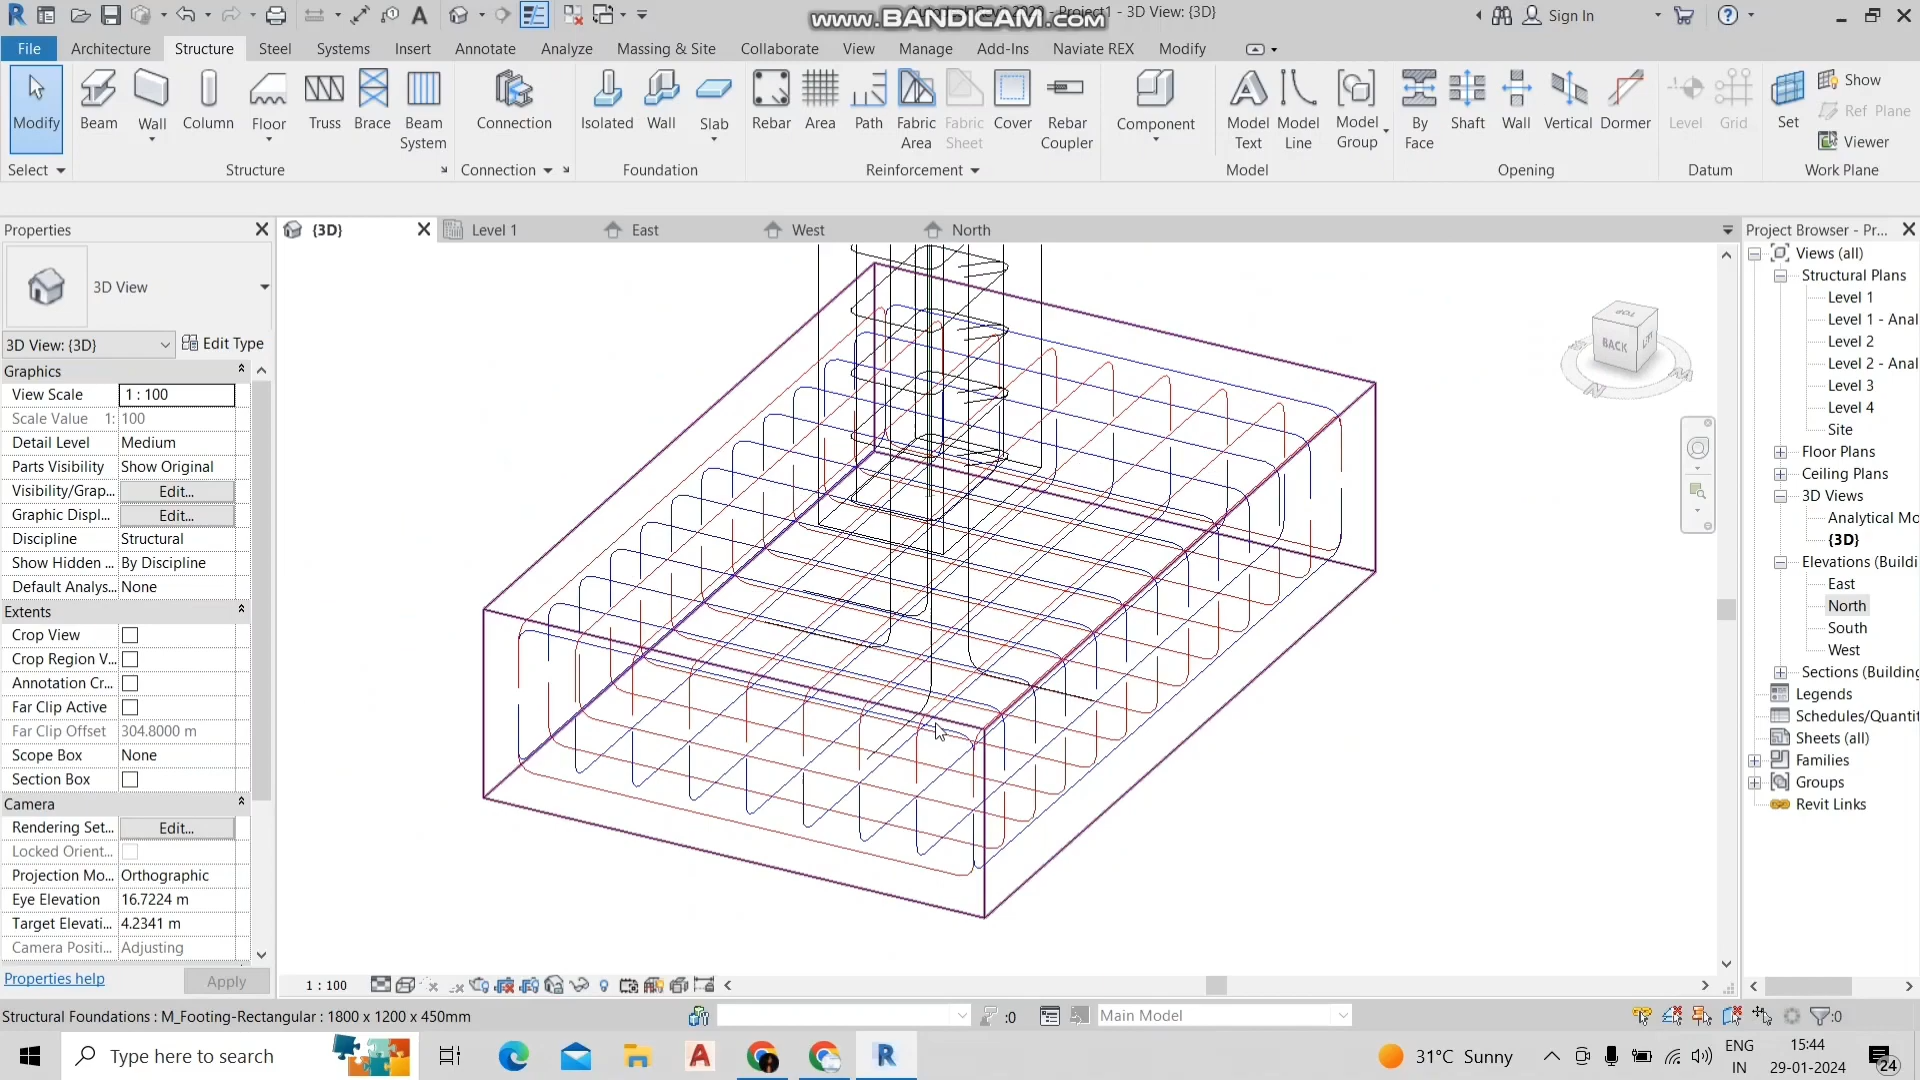 www.BANDICAM.com
Project1 - 3D View: {3D}
Sign In
File
Architecture
Structure
Steel
Systems
Insert
Annotate
Analyze
Massing & Site
Collaborate
View
Manage
Add-Ins
Naviate REX
Modify
Modify
Beam
Wall
Column
Floor
Truss
Brace
Beam
System
Connection
Isolated
Wall
Slab
Rebar
Area
Path
Fabric
Area
Fabric
Sheet
Cover
Rebar
Coupler
Component
Model
Text
Model
Line
Model
Group
By
Face
Shaft
Wall
Vertical
Dormer
Level
Grid
Set
Show
Ref Plane
Viewer
Select
Structure
Connection
Foundation
Reinforcement
Model
Opening
Datum
Work Plane
Properties
{3D}
Level 1
East
West
North
Project Browser - Pr...
3D View
3D View: {3D}
Edit Type
Graphics
View Scale 1 : 100
Scale Value 1: 100
Detail Level Medium
Parts Visibility Show Original
Visibility/Grap... Edit...
Graphic Displ... Edit...
Discipline Structural
Show Hidden ... By Discipline
Default Analys... None
Extents
Crop View
Crop Region V...
Annotation Cr...
Far Clip Active
Far Clip Offset 304.8000 m
Scope Box None
Section Box
Camera
Rendering Set... Edit...
Locked Orient...
Projection Mo... Orthographic
Eye Elevation 16.7224 m
Target Elevati... 4.2341 m
Camera Positi... Adjusting
Properties help
Apply
TOP
BACK
N
Views (all)
Structural Plans
Level 1
Level 1 - Anal
Level 2
Level 2 - Anal
Level 3
Level 4
Site
Floor Plans
Ceiling Plans
3D Views
Analytical Mo
{3D}
Elevations (Buildi
East
North
South
West
Sections (Building
Legends
Schedules/Quantit
Sheets (all)
Families
Groups
Revit Links
1 : 100
Structural Foundations : M_Footing-Rectangular : 1800 x 1200 x 450mm
:0
Main Model
:0
Type here to search
31°C Sunny
ENG
IN
15:44
29-01-2024
24